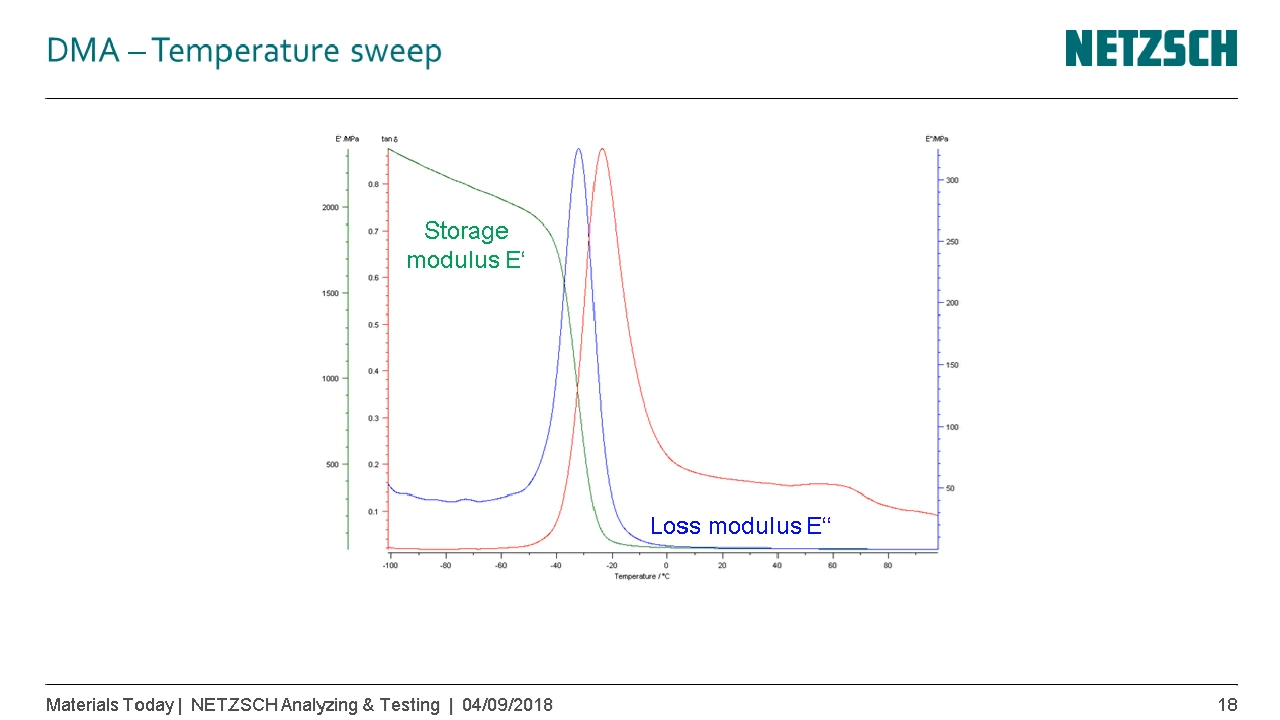 DMA – Temperature sweep
NETZSCH
E' /MPa
tan δ
E''/MPa
2000
1500
1000
500
0.8
0.7
0.6
0.5
0.4
0.3
0.2
0.1
300
250
200
150
100
50
Storage
modulus E‘
Loss modulus E“
-100 -80 -60 -40 -20 0 20 40 60 80
Temperature / °C
Materials Today | NETZSCH Analyzing & Testing | 04/09/2018
18